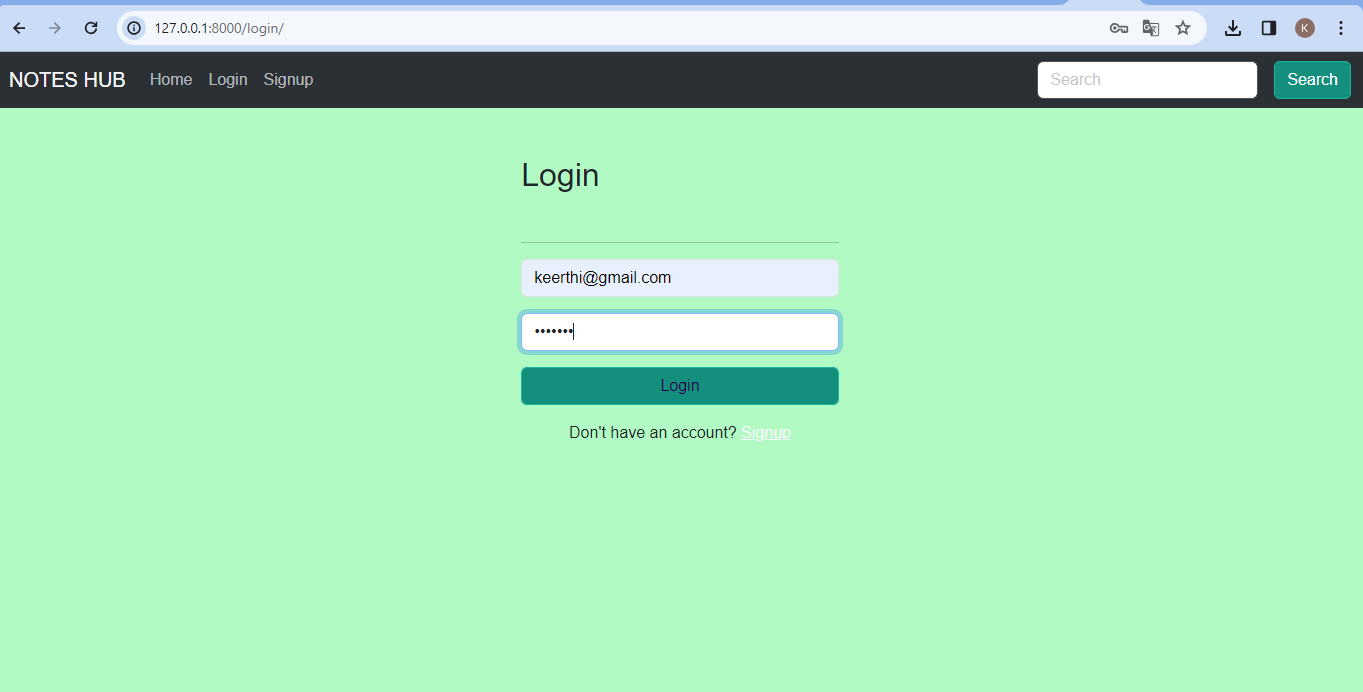 127.0.0.1:8000/login/
K
NOTES HUB Home Login Signup Search Search
Login
keerthi@gmail.com
•••••••
Login
Don't have an account? Signup